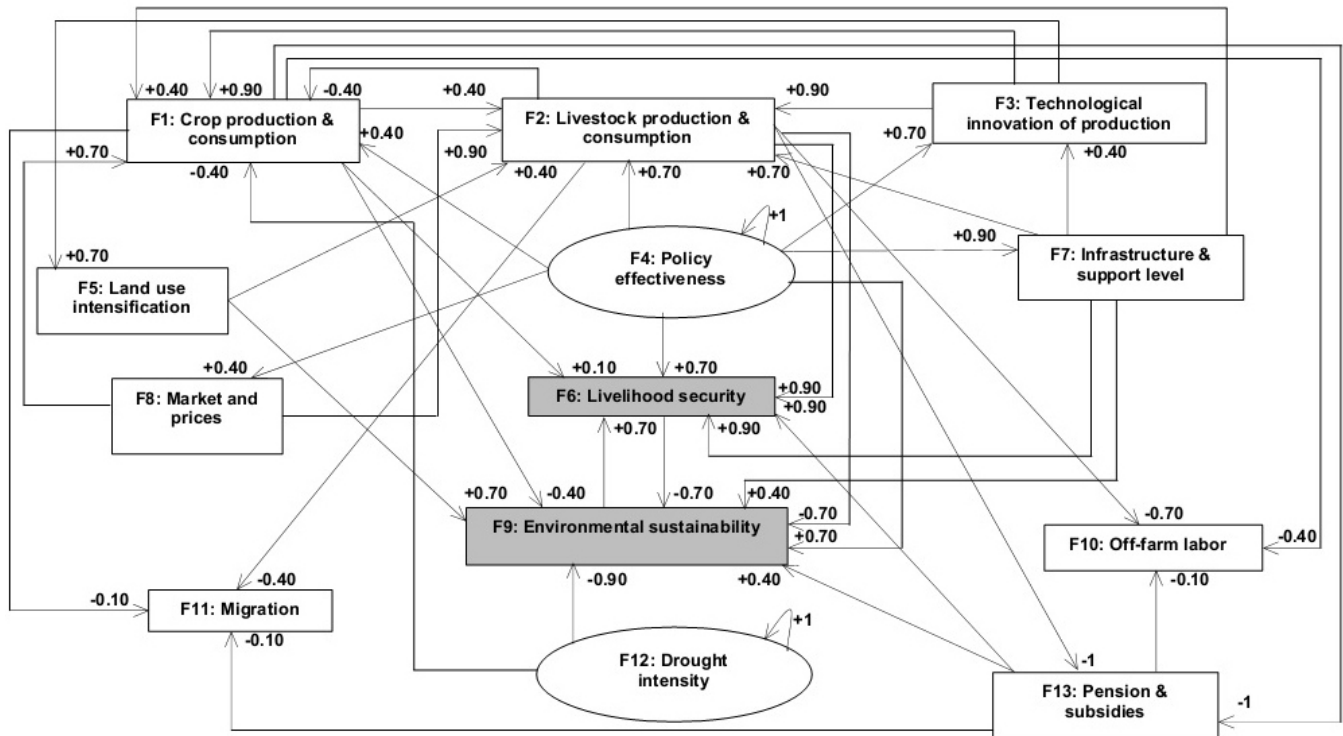 +0.40
+0.90
-0.40
+0.40
+0.90
F1: Crop production &
consumption
F2: Livestock production &
consumption
F3: Technological
innovation of production
+0.40
+0.70
+0.70
-0.40
+0.90
+0.40
+0.70
+0.70
+0.40
+1
F4: Policy
effectiveness
+0.90
F7: Infrastructure &
support level
+0.70
F5: Land use
intensification
+0.40
F8: Market and
prices
+0.10
+0.70
F6: Livelihood security
+0.90
+0.90
+0.70
+0.90
+0.70
-0.40
-0.70
+0.40
F9: Environmental sustainability
-0.70
+0.70
-0.70
F10: Off-farm labor
-0.40
-0.40
-0.90
+0.40
-0.10
-0.10
F11: Migration
-0.10
+1
F12: Drought
intensity
-1
F13: Pension &
subsidies
-1